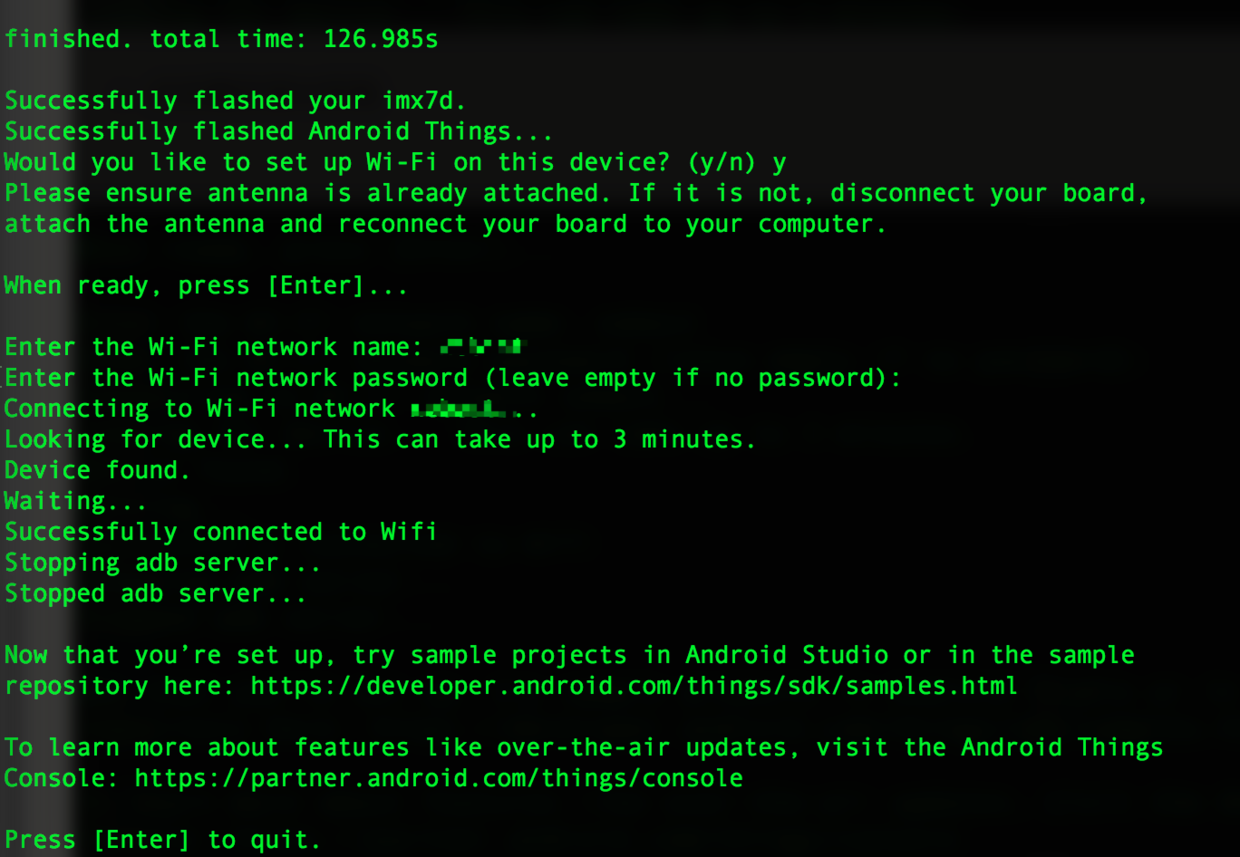 finished. total time: 126.985s
Successfully flashed your imx7d.
Successfully flashed Android Things...
Would you like to set up Wi-Fi on this device? (y/n) y
Please ensure antenna is already attached. If it is not, disconnect your board,
attach the antenna and reconnect your board to your computer.
When ready, press [Enter]...
Enter the Wi-Fi network name:
Enter the Wi-Fi network password (leave empty if no password):
Connecting to Wi-Fi network ..
Looking for device... This can take up to 3 minutes.
Device found.
Waiting...
Successfully connected to Wifi
Stopping adb server...
Stopped adb server...
Now that you’re set up, try sample projects in Android Studio or in the sample
repository here: https://developer.android.com/things/sdk/samples.html
To learn more about features like over-the-air updates, visit the Android Things
Console: https://partner.android.com/things/console
Press [Enter] to quit.